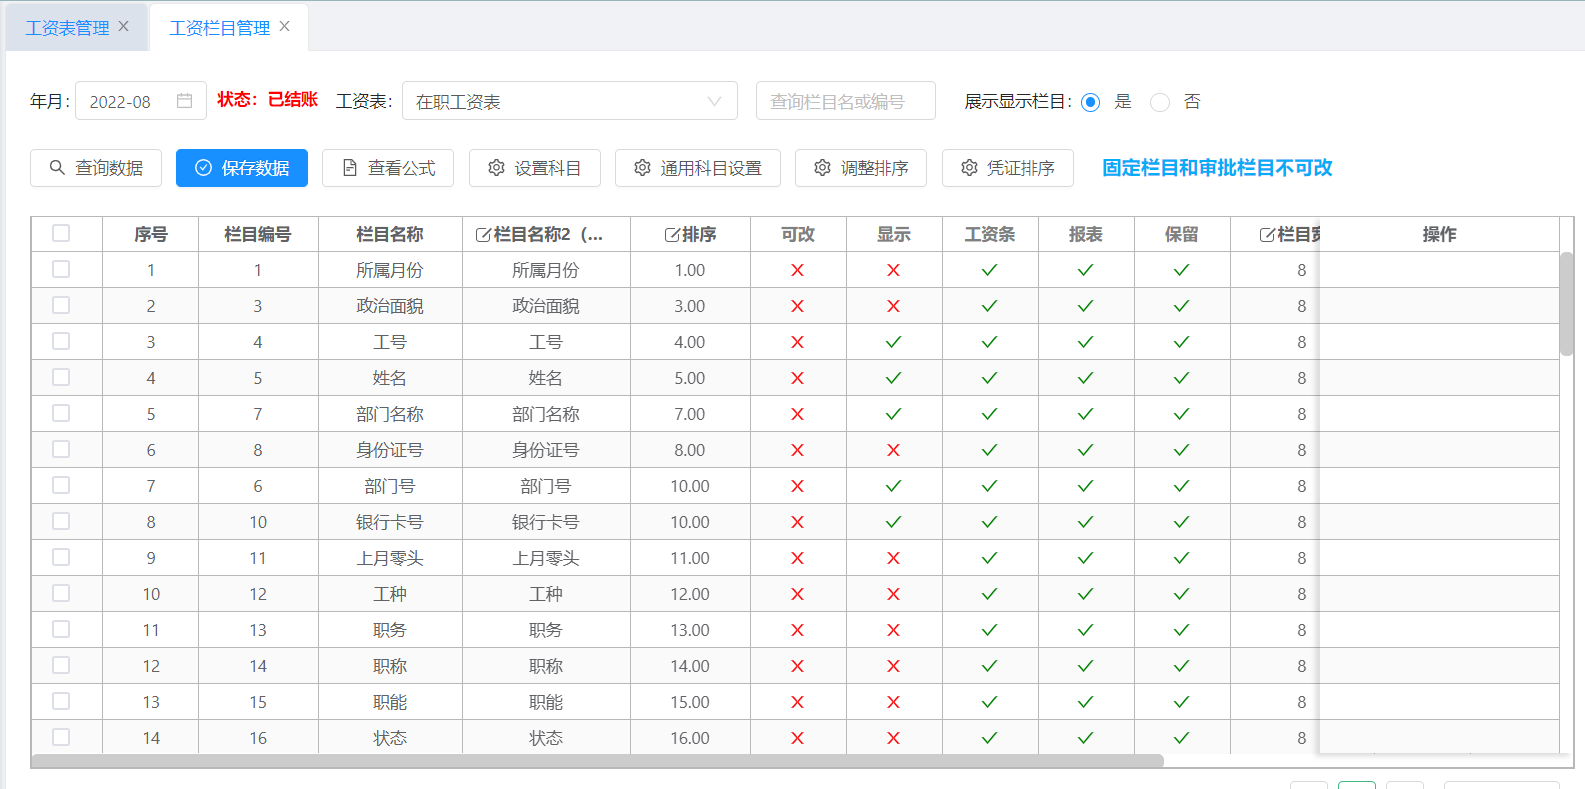 工资表管理 工资栏目管理
年月: 2022-08 状态: 已结账 工资表: 在职工资表 查询栏目名或编号 展示显示栏目: 是 否
查询数据 保存数据 查看公式 设置科目 通用科目设置 调整排序 凭证排序 固定栏目和审批栏目不可改
序号 栏目编号 栏目名称 栏目名称2（... 排序 可改 显示 工资条 报表 保留 栏目 操作
1 1 所属月份 所属月份 1.00 8
2 3 政治面貌 政治面貌 3.00 8
3 4 工号 工号 4.00 8
4 5 姓名 姓名 5.00 8
5 7 部门名称 部门名称 7.00 8
6 8 身份证号 身份证号 8.00 8
7 6 部门号 部门号 10.00 8
8 10 银行卡号 银行卡号 10.00 8
9 11 上月零头 上月零头 11.00 8
10 12 工种 工种 12.00 8
11 13 职务 职务 13.00 8
12 14 职称 职称 14.00 8
13 15 职能 职能 15.00 8
14 16 状态 状态 16.00 8